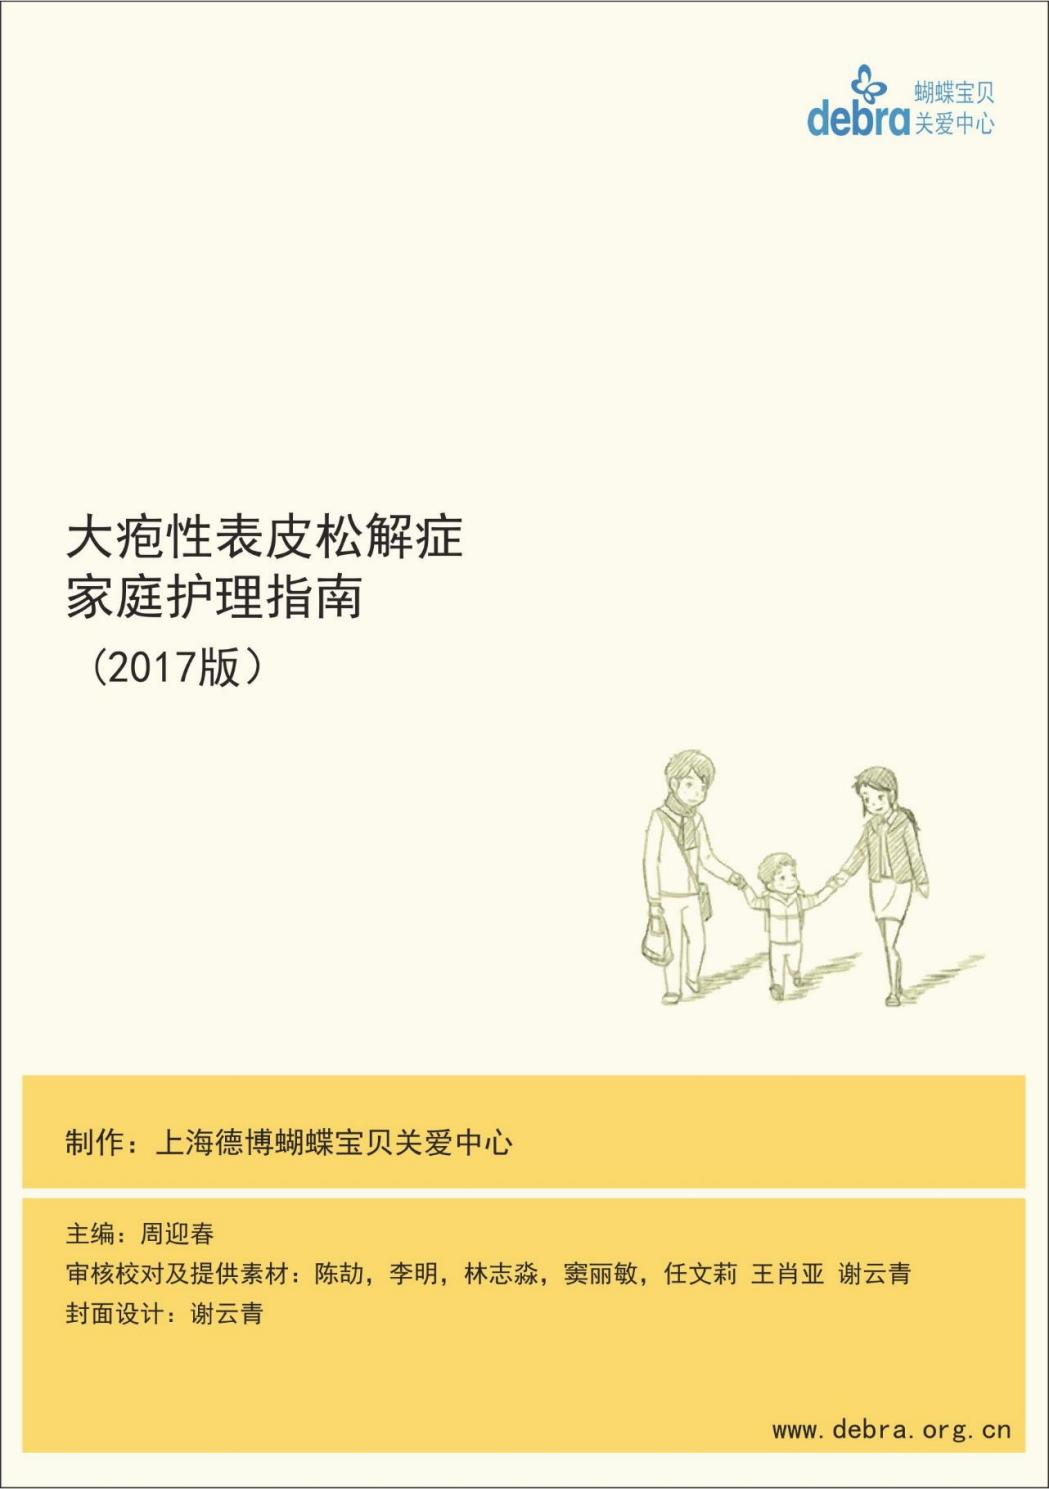 debra
蝴蝶宝贝
关爱中心
大疱性表皮松解症
家庭护理指南
（2017版）
制作：上海德博蝴蝶宝贝关爱中心
主编：周迎春
审核校对及提供素材：陈劼，李明，林志淼，窦丽敏，任文莉 王肖亚 谢云青
封面设计：谢云青
www.debra.org.cn